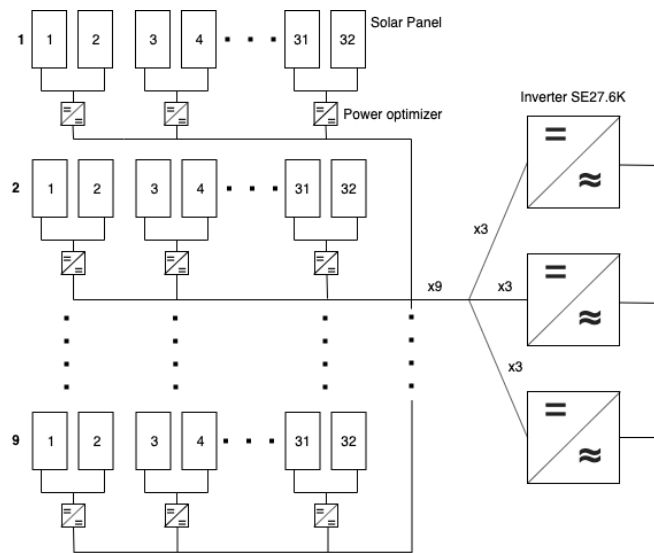 Solar Panel
1 1 2 3 4 31 32
Inverter SE27.6K
Power optimizer
2 1 2 3 4 31 32
x3
x9 x3
x3
9 1 2 3 4 31 32